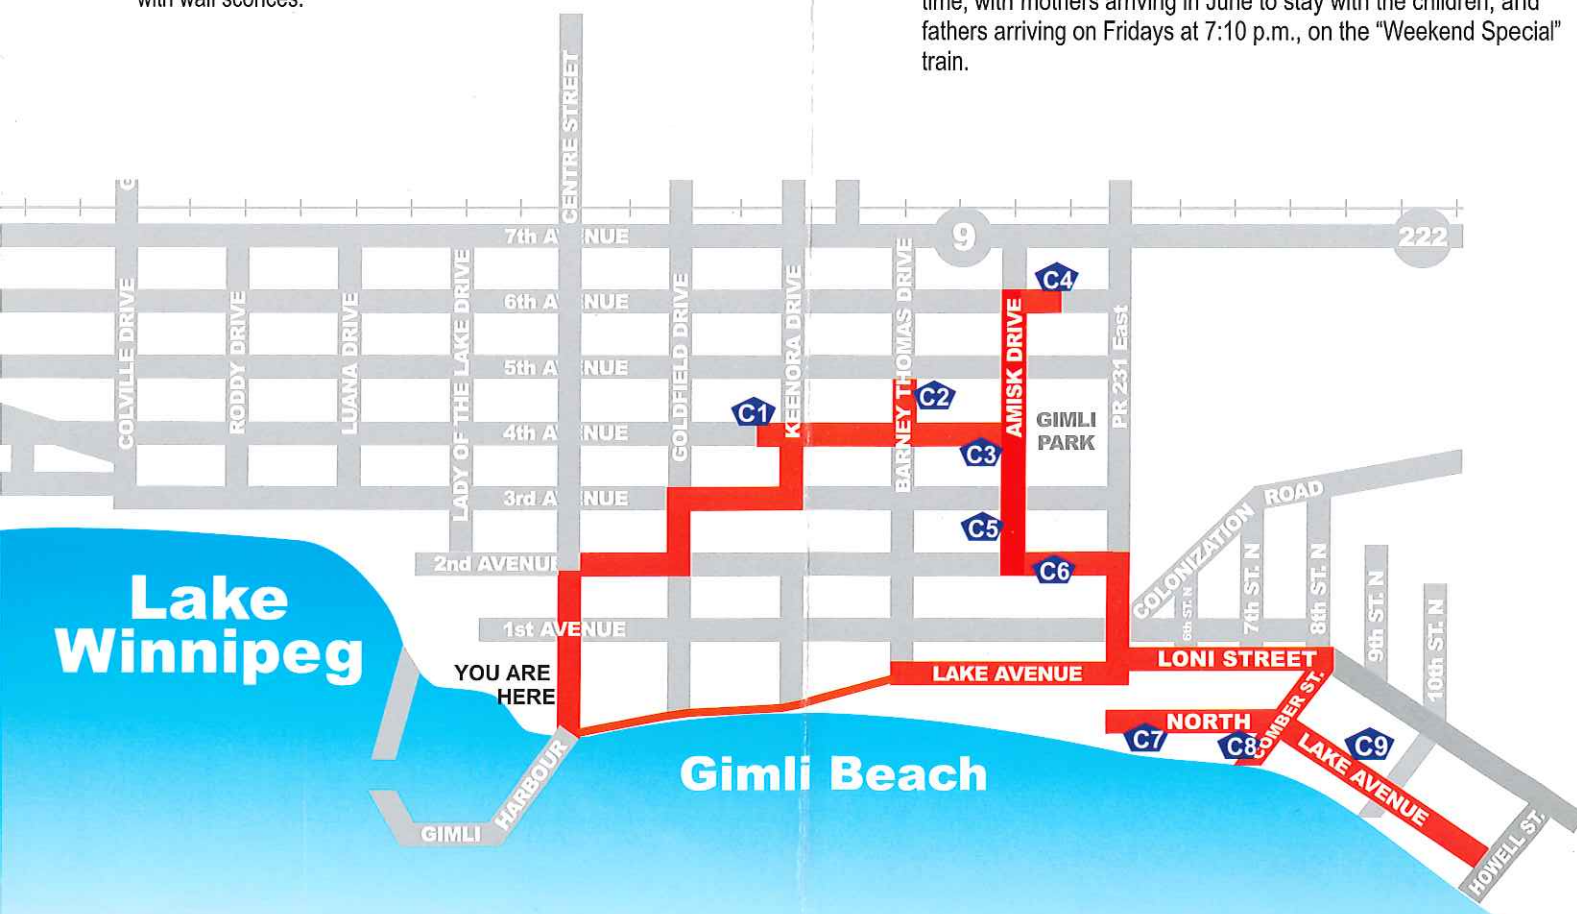 with wall sconces.
time, with mothers arriving in June to stay with the children, and
fathers arriving on Fridays at 7:10 p.m., on the “Weekend Special”
train.
CENTRE STREET
7th AVENUE
9
222
6th AVENUE
5th AVENUE
4th AVENUE
3rd AVENUE
2nd AVENUE
1st AVENUE
COLVILLE DRIVE
RODDY DRIVE
LUANA DRIVE
LADY OF THE LAKE DRIVE
GOLDFIELD DRIVE
KEENORA DRIVE
BARNEY THOMAS DRIVE
AMISK DRIVE
PR 231 East
C4
C2
C1
C3
C5
C6
GIMLI
PARK
COLONIZATION ROAD
6th ST. N
7th ST. N
8th ST. N
9th ST. N
10th ST. N
Lake
Winnipeg
YOU ARE
HERE
LAKE AVENUE
LONI STREET
NORTH
COMBER ST.
C7
C8
C9
LAKE AVENUE
HOWELL ST.
Gimli Beach
GIMLI HARBOUR